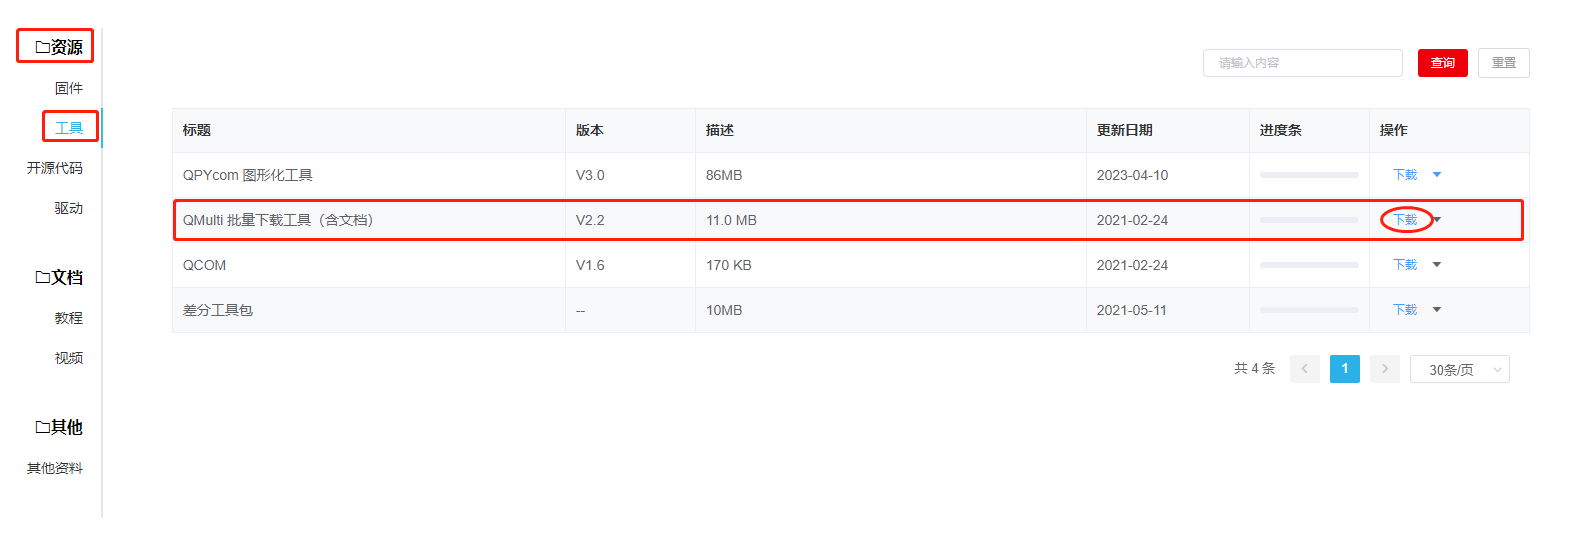 资源
固件
工具
开源代码
驱动
文档
教程
视频
其他
其他资料
请输入内容 查询 重置
标题 版本 描述 更新日期 进度条 操作
QPYcom 图形化工具 V3.0 86MB 2023-04-10 下载
QMulti 批量下载工具（含文档） V2.2 11.0 MB 2021-02-24 下载
QCOM V1.6 170 KB 2021-02-24 下载
差分工具包 -- 10MB 2021-05-11 下载
共 4 条 1 30条/页